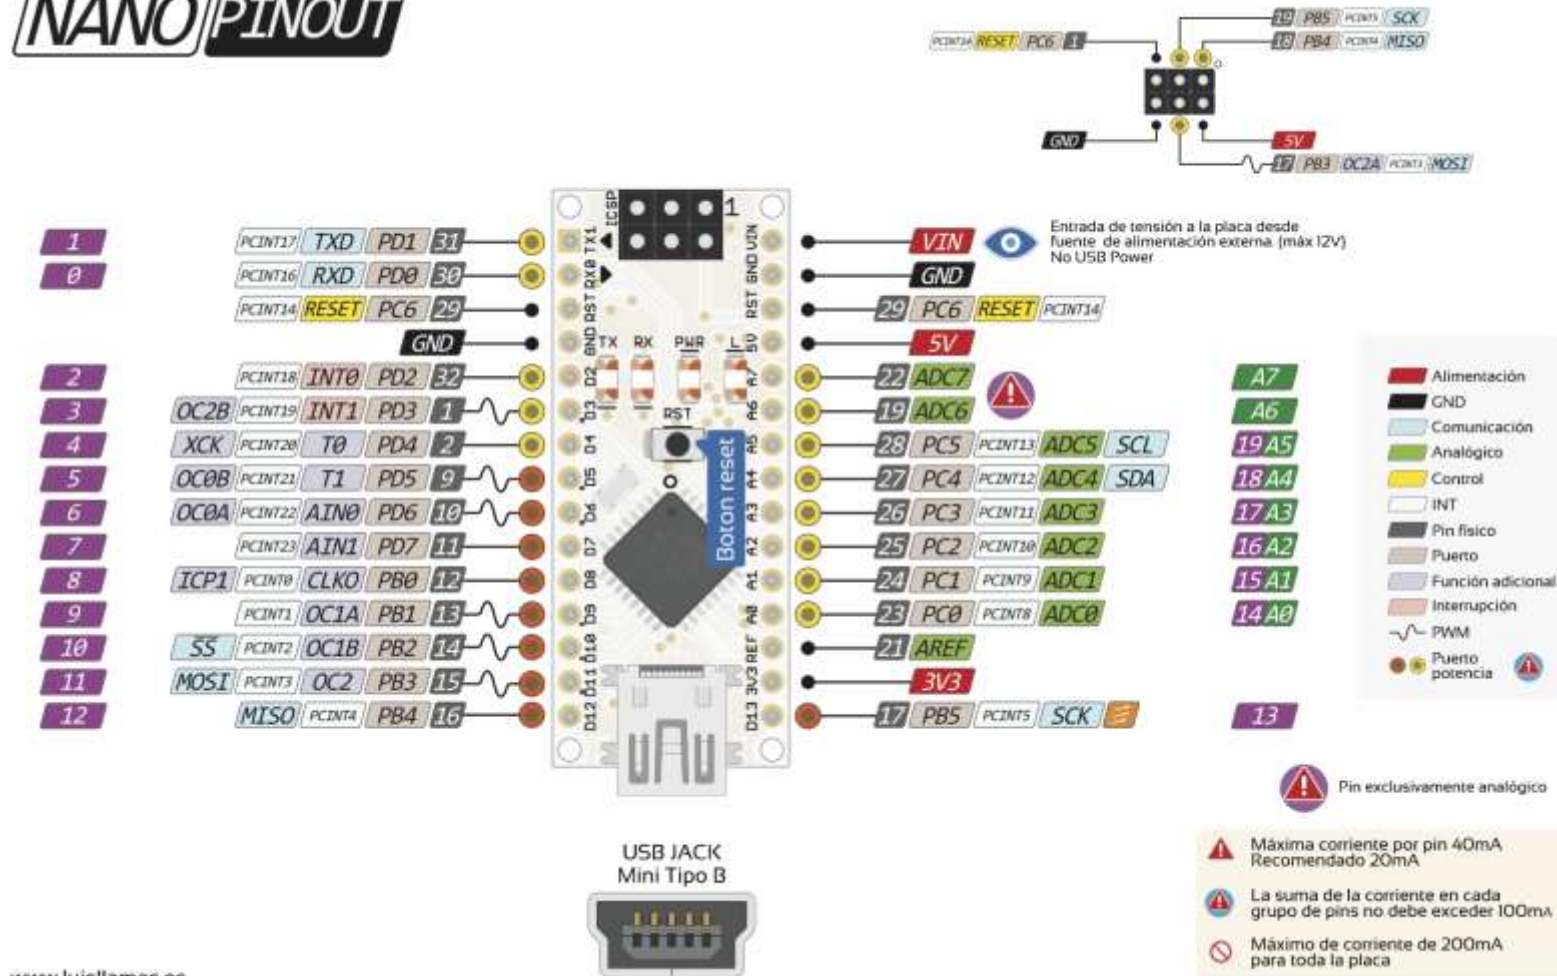 NANO PINOUT
19 PB5 PCINT5 SCK
PCINT14 RESET PC6 1
18 PB4 PCINT4 MISO
GND
5V
17 PB3 OC2A PCINT3 MOSI
1 PCINT17 TXD PD1 31
0 PCINT16 RXD PD0 30
PCINT14 RESET PC6 29
GND
2 PCINT18 INT0 PD2 32
3 OC2B PCINT19 INT1 PD3 1
4 XCK PCINT20 T0 PD4 2
5 OC0B PCINT21 T1 PD5 9
6 OC0A PCINT22 AIN0 PD6 10
7 PCINT23 AIN1 PD7 11
8 ICP1 PCINT0 CLKO PB0 12
9 PCINT1 OC1A PB1 13
10 SS PCINT2 OC1B PB2 14
11 MOSI PCINT3 OC2 PB3 15
12 MISO PCINT4 PB4 16
ICSP
1
TX1
RX0
RST
GND
D2
D3
D4
D5
D6
D7
D8
D9
D10
D11
D12
TX RX PWR L
RST
Boton reset
VIN
GND
RST
5V
A7
A6
A5
A4
A3
A2
A1
A0
REF
3V3
D13
VIN
Entrada de tensión a la placa desde
fuente de alimentación externa. (máx 12V)
No USB Power
GND
29 PC6 RESET PCINT14
5V
22 ADC7 A7
19 ADC6 A6
28 PC5 PCINT13 ADC5 SCL 19 A5
27 PC4 PCINT12 ADC4 SDA 18 A4
26 PC3 PCINT11 ADC3 17 A3
25 PC2 PCINT10 ADC2 16 A2
24 PC1 PCINT9 ADC1 15 A1
23 PC0 PCINT8 ADC0 14 A0
21 AREF
3V3
17 PB5 PCINT5 SCK 13
Alimentación
GND
Comunicación
Analógico
Control
INT
Pin físico
Puerto
Función adicional
Interrupción
PWM
Puerto
potencia
Pin exclusivamente analógico
Máxima corriente por pin 40mA
Recomendado 20mA
La suma de la corriente en cada
grupo de pins no debe exceder 100mA
Máximo de corriente de 200mA
para toda la placa
USB JACK
Mini Tipo B